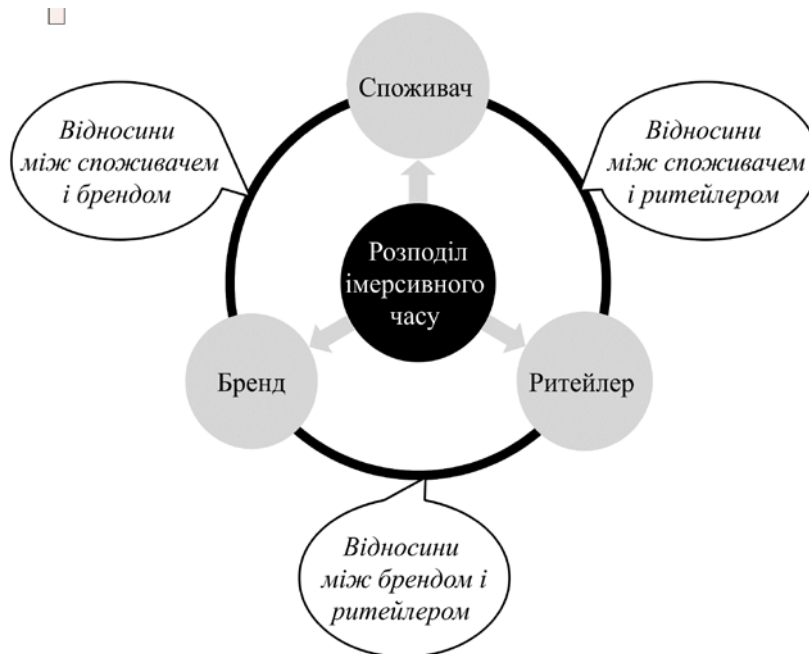 Споживач
Відносини
між споживачем
і брендом
Відносини
між споживачем
і ритейлером
Розподіл
імерсивного
часу
Бренд
Ритейлер
Відносини
між брендом і
ритейлером